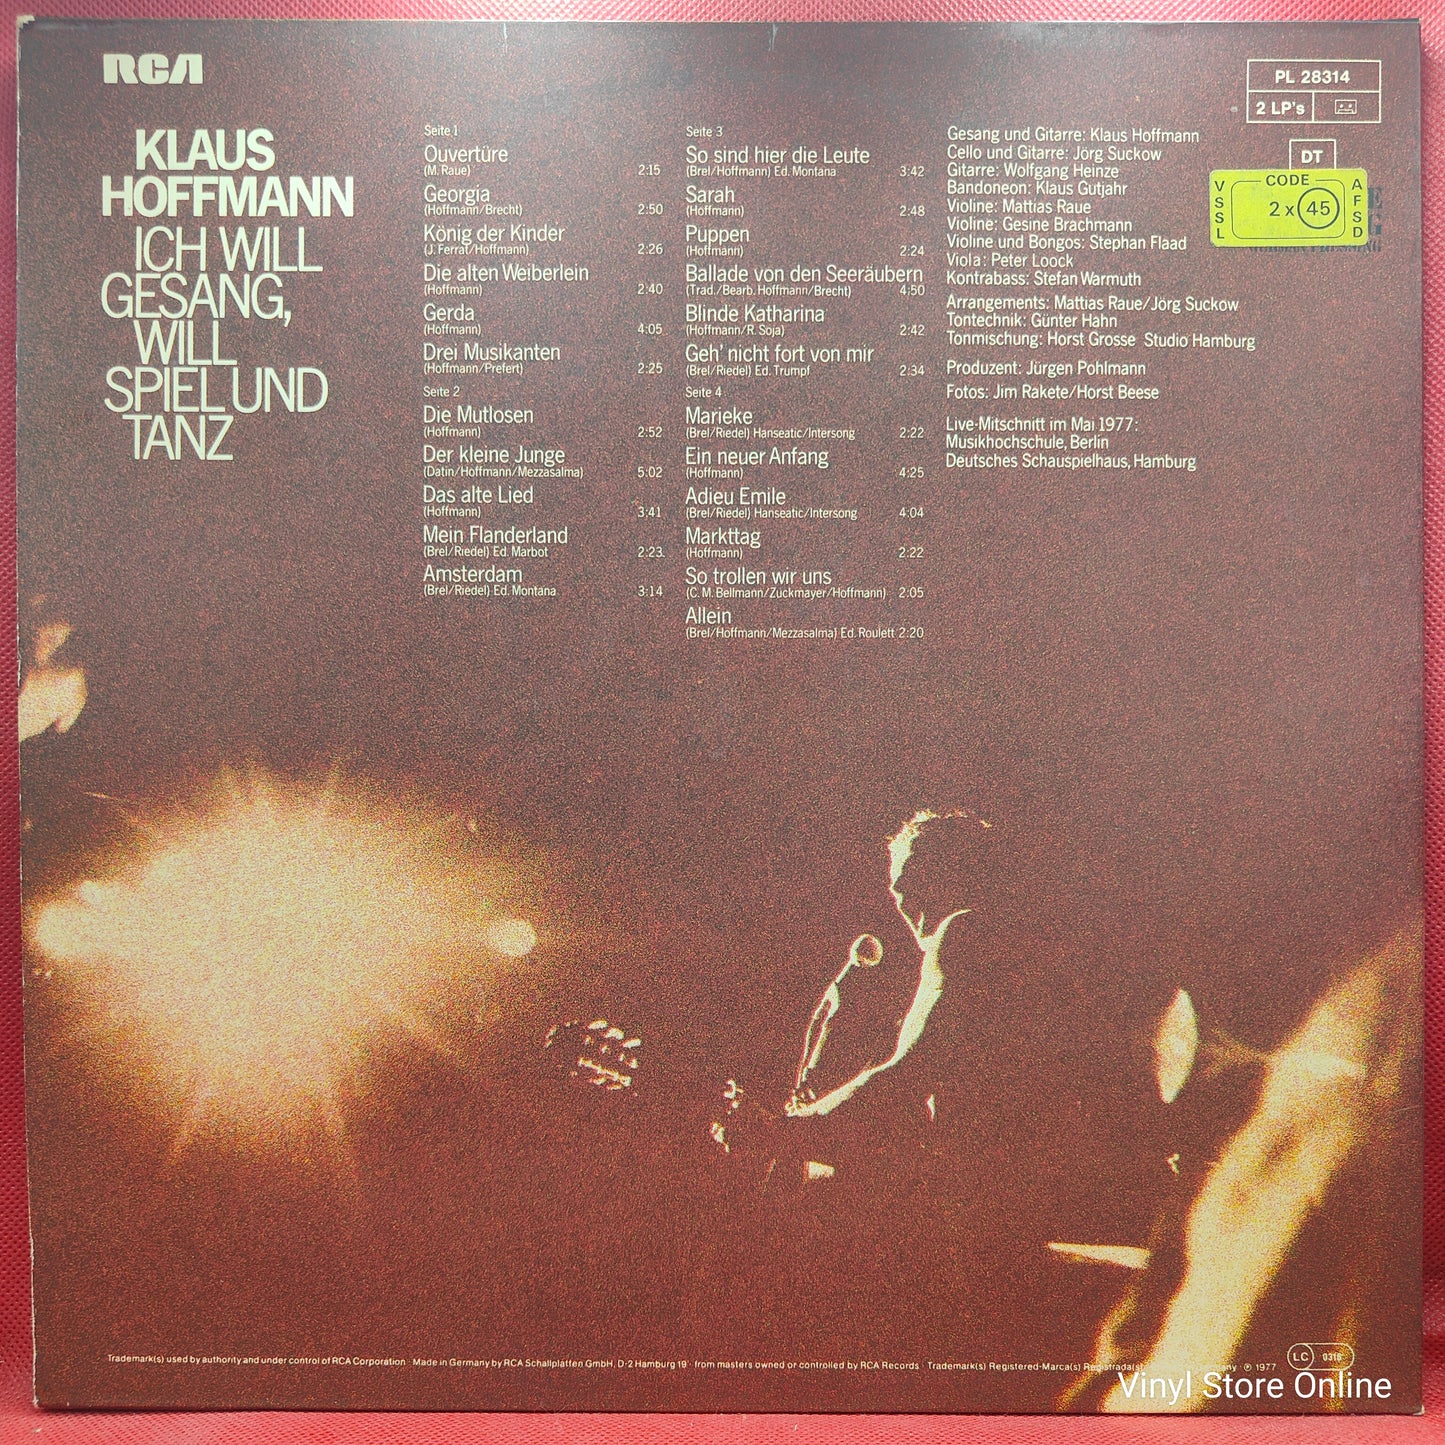 RCA
KLAUS
HOFFMANN
ICH WILL
GESANG,
WILL
SPIEL UND
TANZ
Seite 1
Ouvertüre
(M. Raue) 2:15
Georgia
(Hoffmann/Brecht) 2:50
König der Kinder
(J. Ferrat/Hoffmann) 2:26
Die alten Weiberlein
(Hoffmann) 2:40
Gerda
(Hoffmann) 4:05
Drei Musikanten
(Hoffmann/Prefert) 2:25
Seite 2
Die Mutlosen
(Hoffmann) 2:52
Der kleine Junge
(Datin/Hoffmann/Mezzasalma) 5:02
Das alte Lied
(Hoffmann) 3:41
Mein Flanderland
(Brel/Riedel) Ed. Marbot 2:23
Amsterdam
(Brel/Riedel) Ed. Montana 3:14
Seite 3
So sind hier die Leute
(Brel/Hoffmann) Ed. Montana 3:42
Sarah
(Hoffmann) 2:48
Puppen
(Hoffmann) 2:24
Ballade von den Seeräubern
(Trad./Bearb. Hoffmann/Brecht) 4:50
Blinde Katharina
(Hoffmann/R. Soja) 2:42
Geh' nicht fort von mir
(Brel/Riedel) Ed. Trumpf 2:34
Seite 4
Marieke
(Brel/Riedel) Hanseatic/Intersong 2:22
Ein neuer Anfang
(Hoffmann) 4:25
Adieu Emile
(Brel/Riedel) Hanseatic/Intersong 4:04
Markttag
(Hoffmann) 2:22
So trollen wir uns
(C. M. Bellmann/Zuckmayer/Hoffmann) 2:05
Allein
(Brel/Hoffmann/Mezzasalma) Ed. Roulett 2:20
Gesang und Gitarre: Klaus Hoffmann
Cello und Gitarre: Jörg Suckow
Gitarre: Wolfgang Heinze
Bandoneon: Klaus Gutjahr
Violine: Mattias Raue
Violine: Gesine Brachmann
Violine und Bongos: Stephan Flaad
Viola: Peter Loock
Kontrabass: Stefan Warmuth
Arrangements: Mattias Raue/Jörg Suckow
Tontechnik: Günter Hahn
Tonmischung: Horst Grosse Studio Hamburg
Produzent: Jürgen Pohlmann
Fotos: Jim Rakete/Horst Beese
Live-Mitschnitt im Mai 1977:
Musikhochschule, Berlin
Deutsches Schauspielhaus, Hamburg
PL 28314
2 LP's
DT
VSSL
CODE
2 x 45
AFSD
Trademark(s) used by authority and under control of RCA Corporation · Made in Germany by RCA Schallplatten GmbH, D-2 Hamburg 19 · from masters owned or controlled by RCA Records · Trademark(s) Registered-Marca(s) Registrada(s) ℗ 1977
LC 0316
Vinyl Store Online